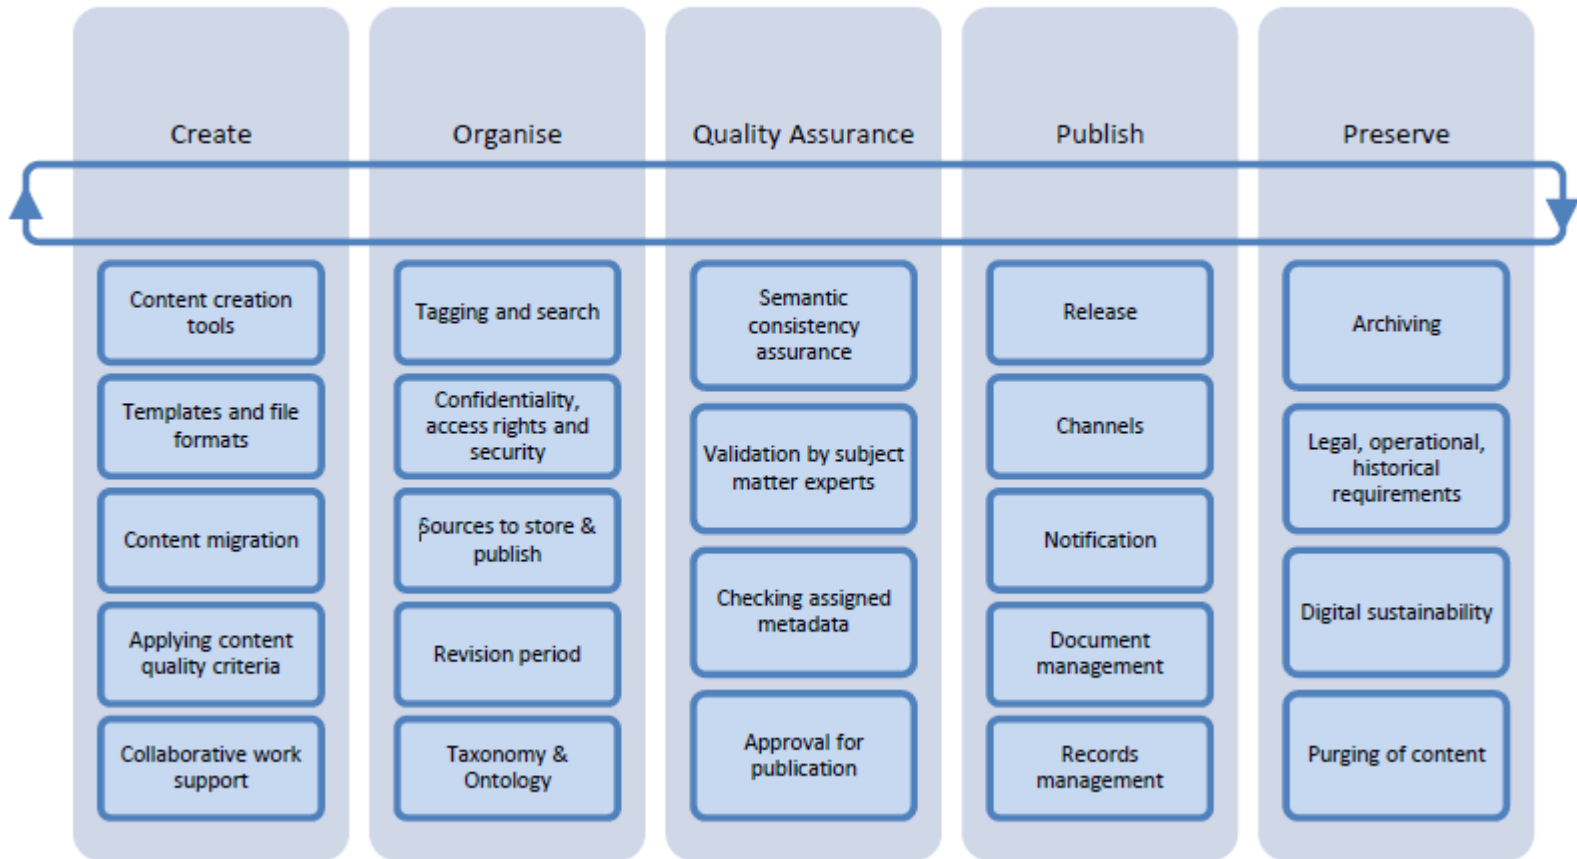 Create
Content creation
tools
Templates and file
formats
Content migration
Applying content
quality criteria
Collaborative work
support
Organise
Tagging and search
Confidentiality,
access rights and
security
Sources to store &
publish
Revision period
Taxonomy &
Ontology
Quality Assurance
Semantic
consistency
assurance
Validation by subject
matter experts
Checking assigned
metadata
Approval for
publication
Publish
Release
Channels
Notification
Document
management
Records
management
Preserve
Archiving
Legal, operational,
historical
requirements
Digital sustainability
Purging of content